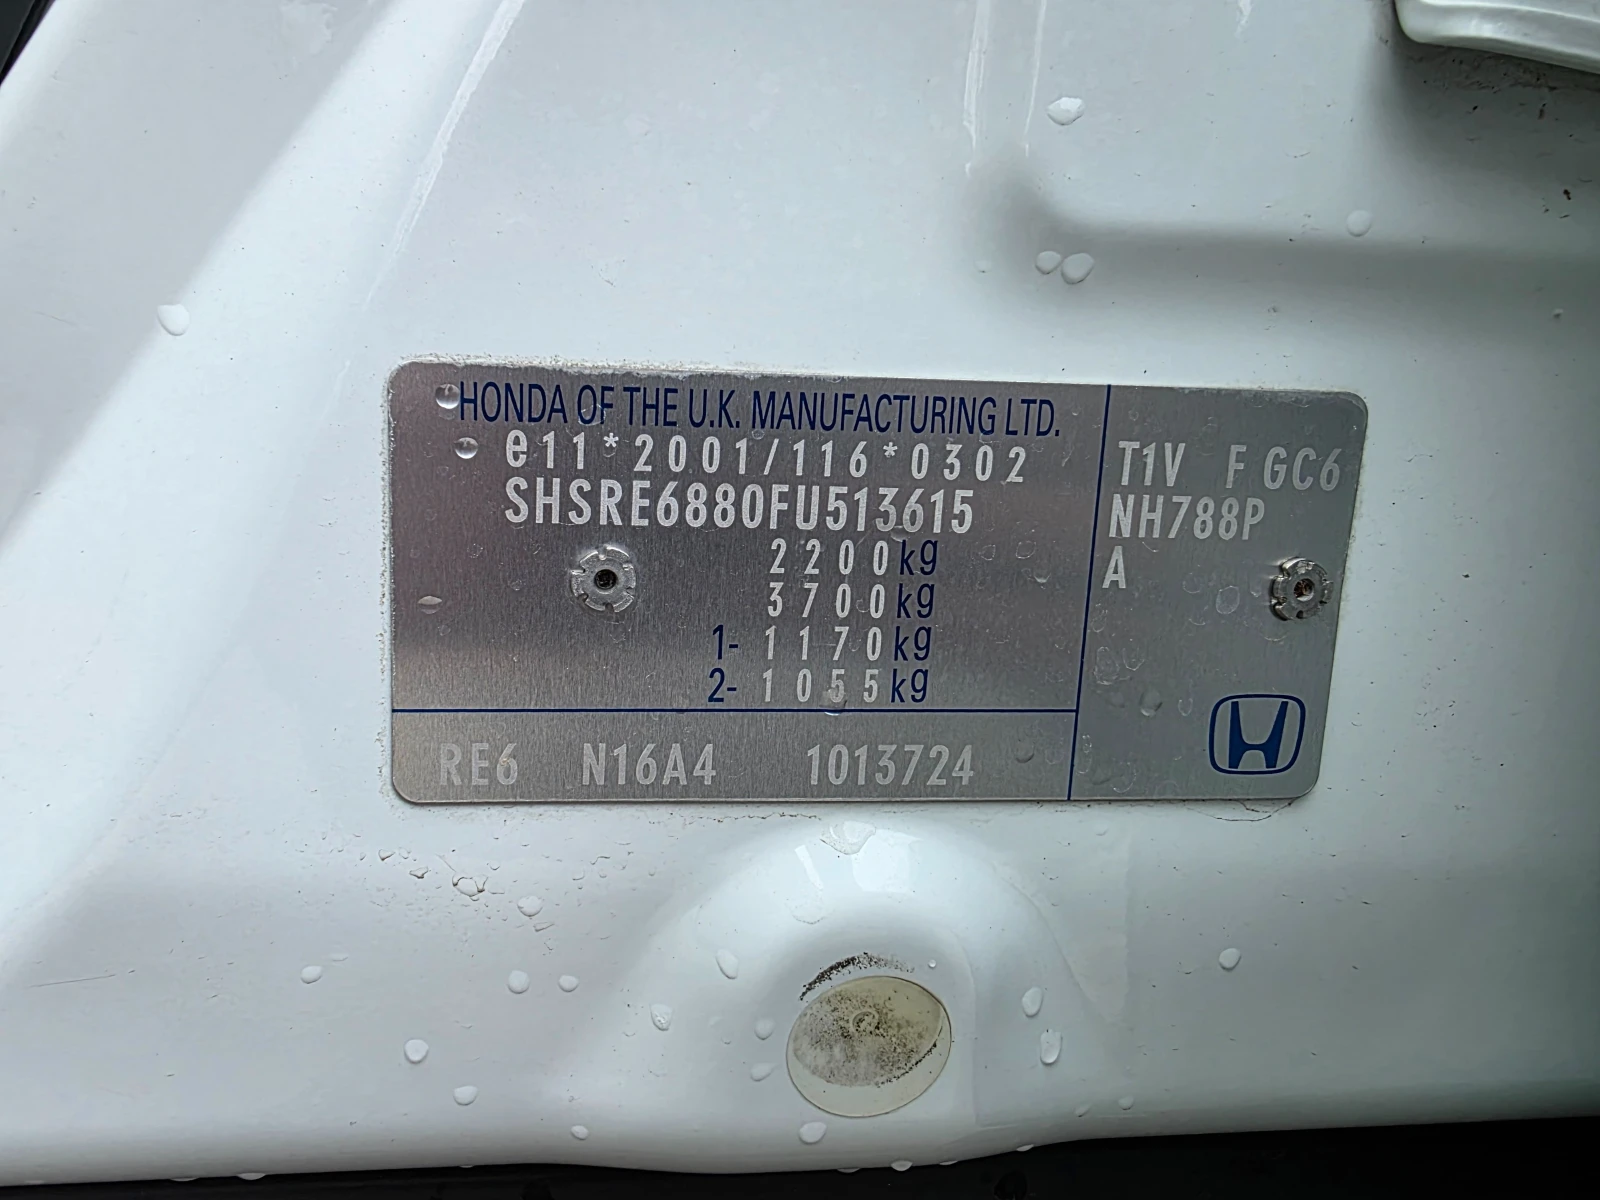 HONDA OF THE U.K. MANUFACTURING LTD.
e11*2001/116*0302
SHSRE6880FU513615
2200kg
3700kg
1- 1170kg
2- 1055kg
RE6 N16A4 1013724
T1V F GC6
NH788P
A